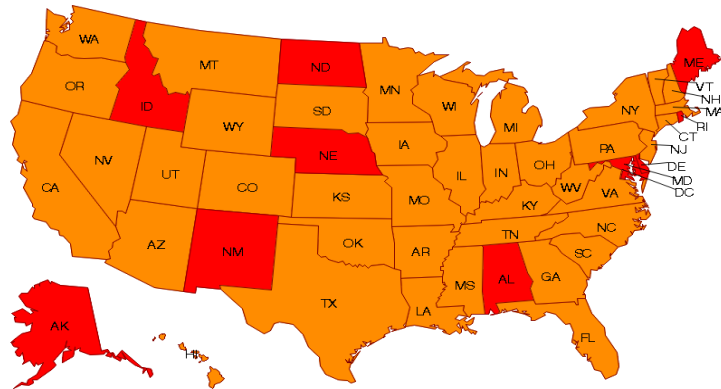 WA
ME
MT
ND
VT
MN
OR
NH
ID
WI
SD
NY
MA
WY
MI
RI
CT
IA
PA
NJ
NE
NV
OH
DE
UT
IL
IN
MD
CA
CO
WV
VA
DC
KS
MO
KY
NC
TN
AZ
OK
NM
AR
SC
MS
AL
GA
TX
LA
AK
FL
HI